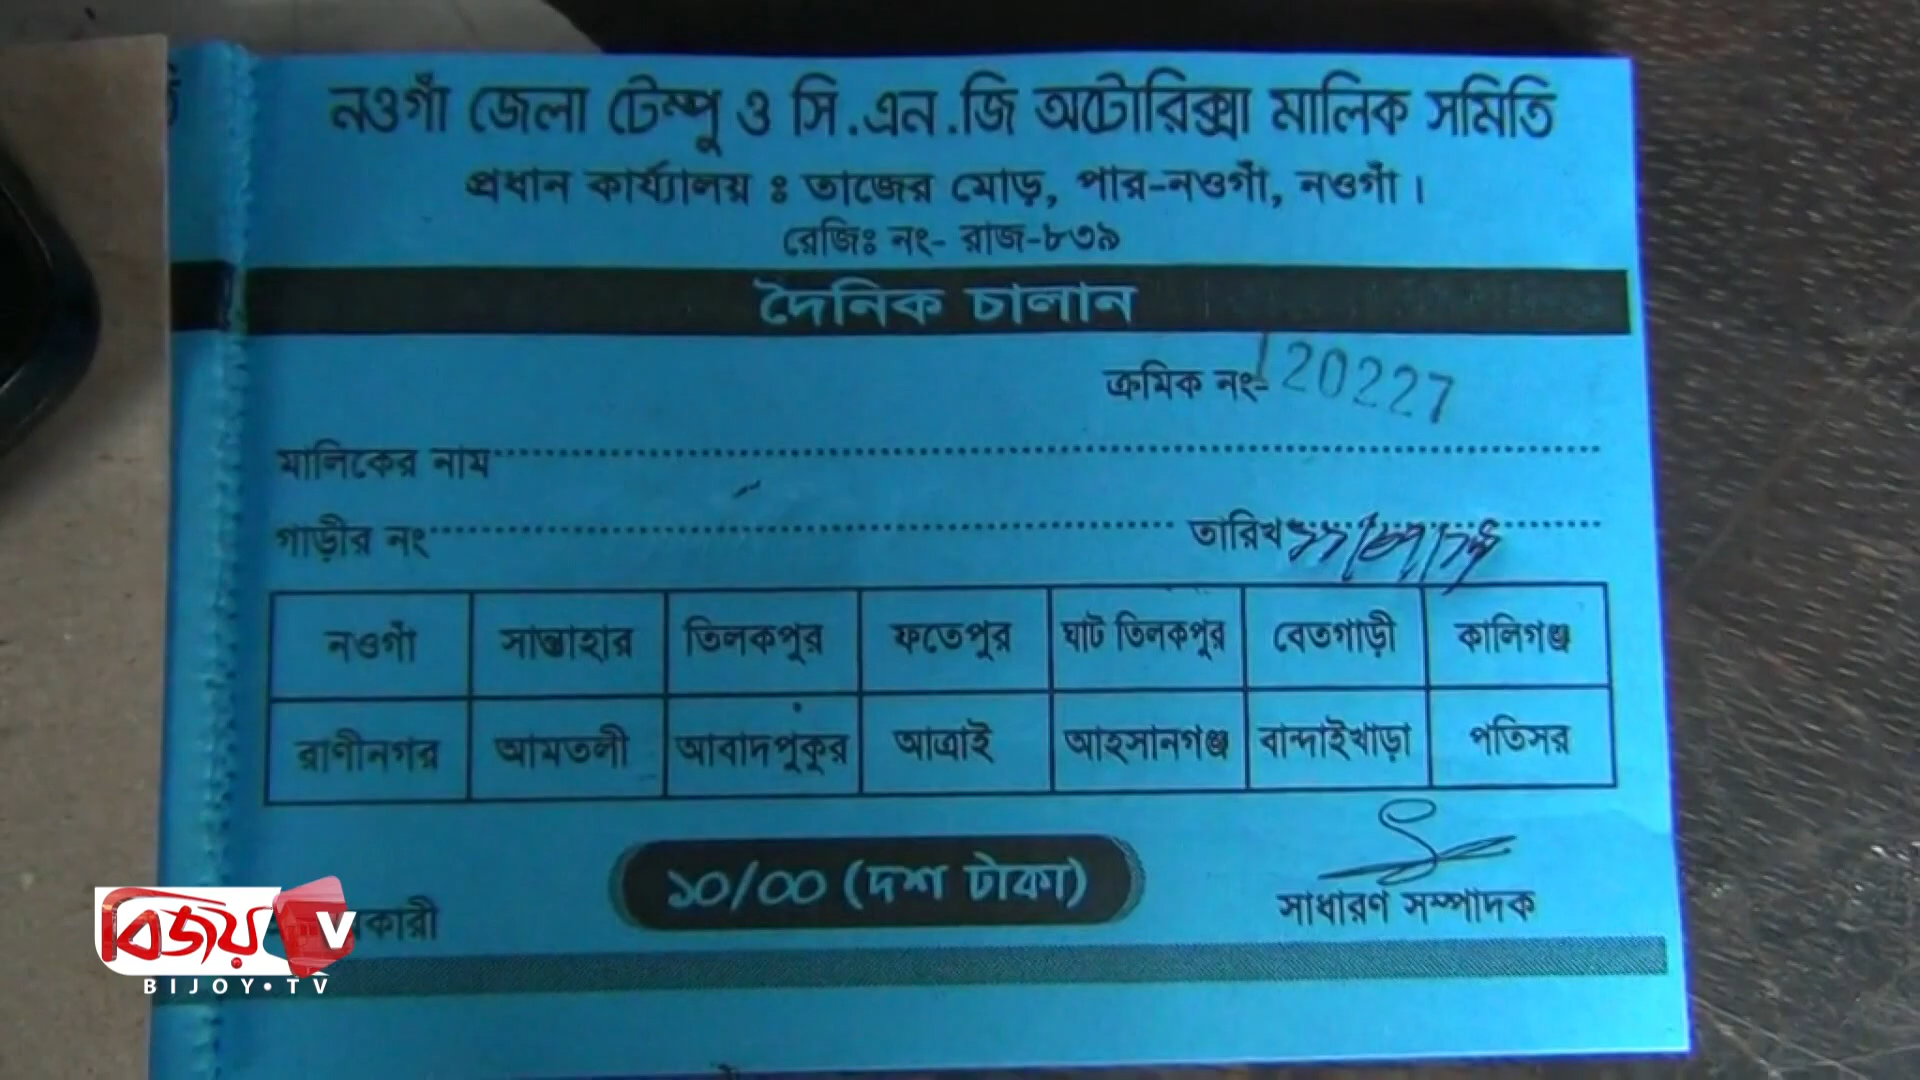 নওগাঁ জেলা টেম্পু ও সি.এন.জি অটোরিক্সা মালিক সমিতি
প্রধান কার্য্যালয় ঃ তাজের মোড়, পার-নওগাঁ, নওগাঁ।
রেজিঃ নং- রাজ-৮৩৯
দৈনিক চালান
ক্রমিক নং- 120227
মালিকের নাম
গাড়ীর নং তারিখ
নওগাঁ সান্তাহার তিলকপুর ফতেপুর ঘাট তিলকপুর বেতগাড়ী কালিগঞ্জ
রাণীনগর আমতলী আবাদপুকুর আত্রাই আহসানগঞ্জ বান্দাইখাড়া পতিসর
১০/০০ (দশ টাকা)
সাধারণ সম্পাদক
বিজয় TV
BIJOY•TV